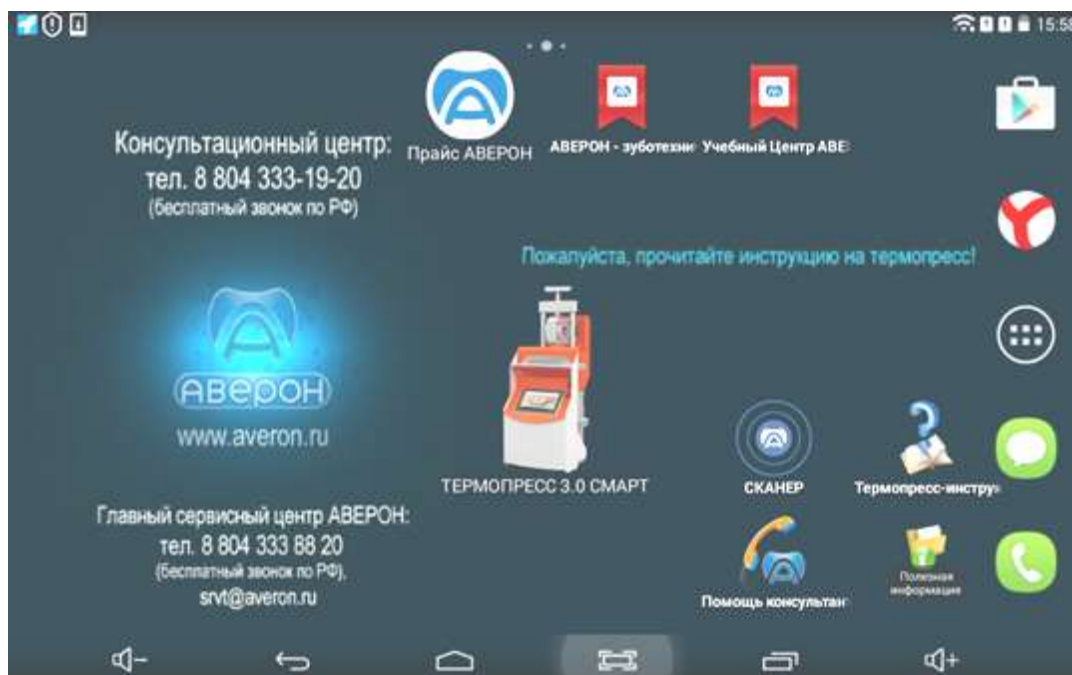 15:58
Консультационный центр:
тел. 8 804 333-19-20
(бесплатный звонок по РФ)
Прайс АВЕРОН
АВЕРОН - зуботехни
Учебный Центр АВЕ
Пожалуйста, прочитайте инструкцию на термопресс!
АВЕРОН
www.averon.ru
ТЕРМОПРЕСС 3.0 СМАРТ
СКАНЕР
Термопресс-инстру
Главный сервисный центр АВЕРОН:
тел. 8 804 333 88 20
(бесплатный звонок по РФ),
srvt@averon.ru
Помощь консультан
Полезная
информация